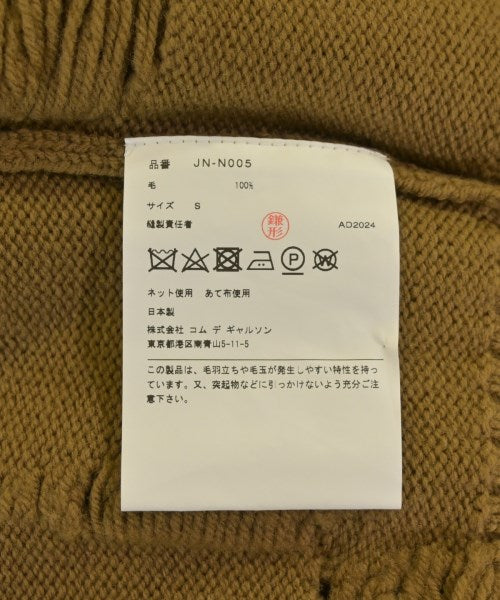 品番 JN-N005
毛 100%
サイズ S
縫製責任者 鎌形 AD2024
P W
ネット使用 あて布使用
日本製
株式会社 コム デ ギャルソン
東京都港区南青山5-11-5
この製品は、毛羽立ちや毛玉が発生しやすい特性を持っ
ています。又、突起物などに引っかけないよう充分ご注
意下さい。